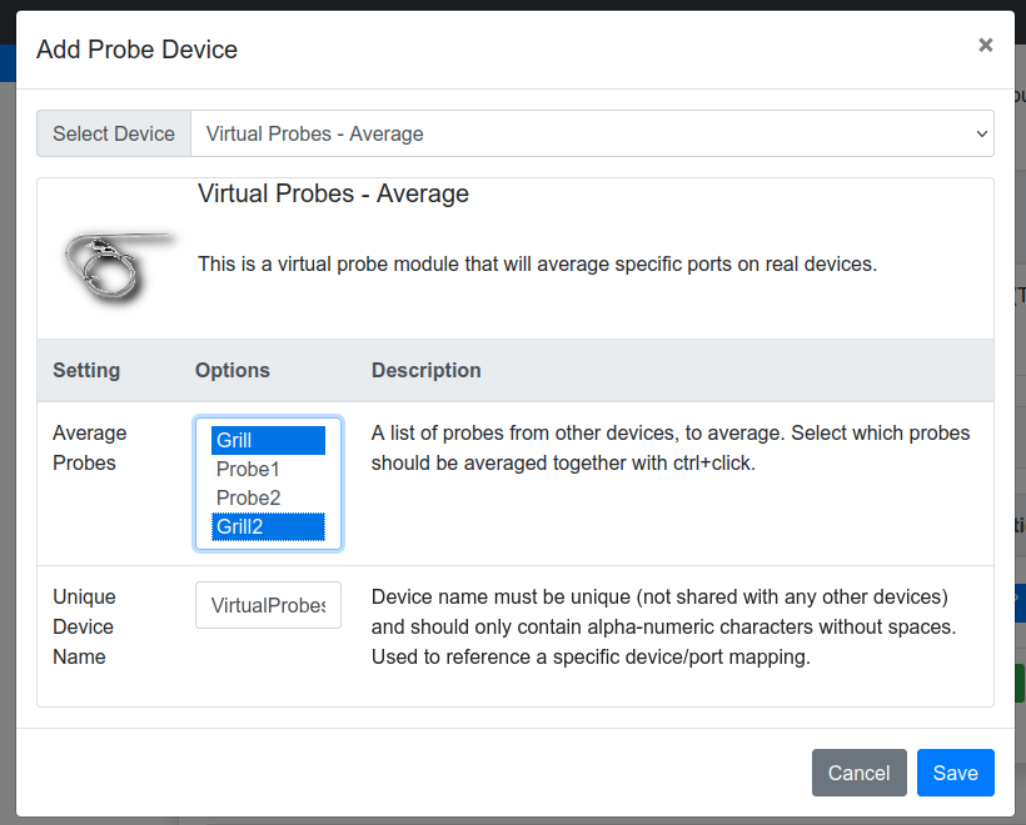 Add Probe Device
×
Select Device Virtual Probes - Average
Virtual Probes - Average
This is a virtual probe module that will average specific ports on real devices.
Setting Options Description
Average Probes
Grill
Probe1
Probe2
Grill2
A list of probes from other devices, to average. Select which probes
should be averaged together with ctrl+click.
Unique
Device
Name
VirtualProbes
Device name must be unique (not shared with any other devices)
and should only contain alpha-numeric characters without spaces.
Used to reference a specific device/port mapping.
Cancel Save